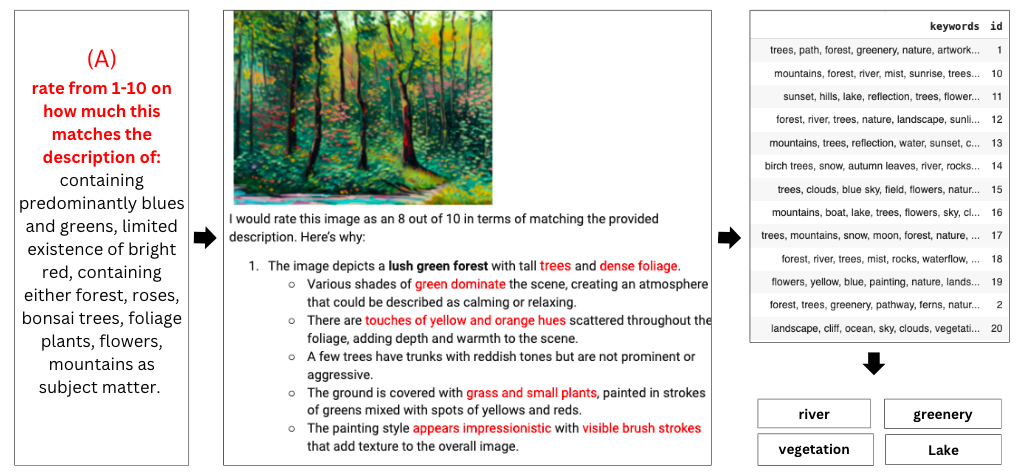 (A)
rate from 1-10 on
how much this
matches the
description of:
containing
predominantly blues
and greens, limited
existence of bright
red, containing
either forest, roses,
bonsai trees, foliage
plants, flowers,
mountains as
subject matter.
I would rate this image as an 8 out of 10 in terms of matching the provided
description. Here's why:
1. The image depicts a lush green forest with tall trees and dense foliage.
○ Various shades of green dominate the scene, creating an atmosphere
that could be described as calming or relaxing.
○ There are touches of yellow and orange hues scattered throughout the
foliage, adding depth and warmth to the scene.
○ A few trees have trunks with reddish tones but are not prominent or
aggressive.
○ The ground is covered with grass and small plants, painted in strokes
of greens mixed with spots of yellows and reds.
○ The painting style appears impressionistic with visible brush strokes
that add texture to the overall image.
keywords id
trees, path, forest, greenery, nature, artwork... 1
mountains, forest, river, mist, sunrise, trees... 10
sunset, hills, lake, reflection, trees, flower... 11
forest, river, trees, nature, landscape, sunli... 12
mountains, trees, reflection, water, sunset, c... 13
birch trees, snow, autumn leaves, river, rocks... 14
trees, clouds, blue sky, field, flowers, natur... 15
mountains, boat, lake, trees, flowers, sky, cl... 16
trees, mountains, snow, moon, forest, nature, ... 17
forest, river, trees, mist, rocks, waterflow, ... 18
flowers, yellow, blue, painting, nature, lands... 19
forest, trees, greenery, pathway, ferns, natur... 2
landscape, cliff, ocean, sky, clouds, vegetati... 20
river greenery
vegetation Lake